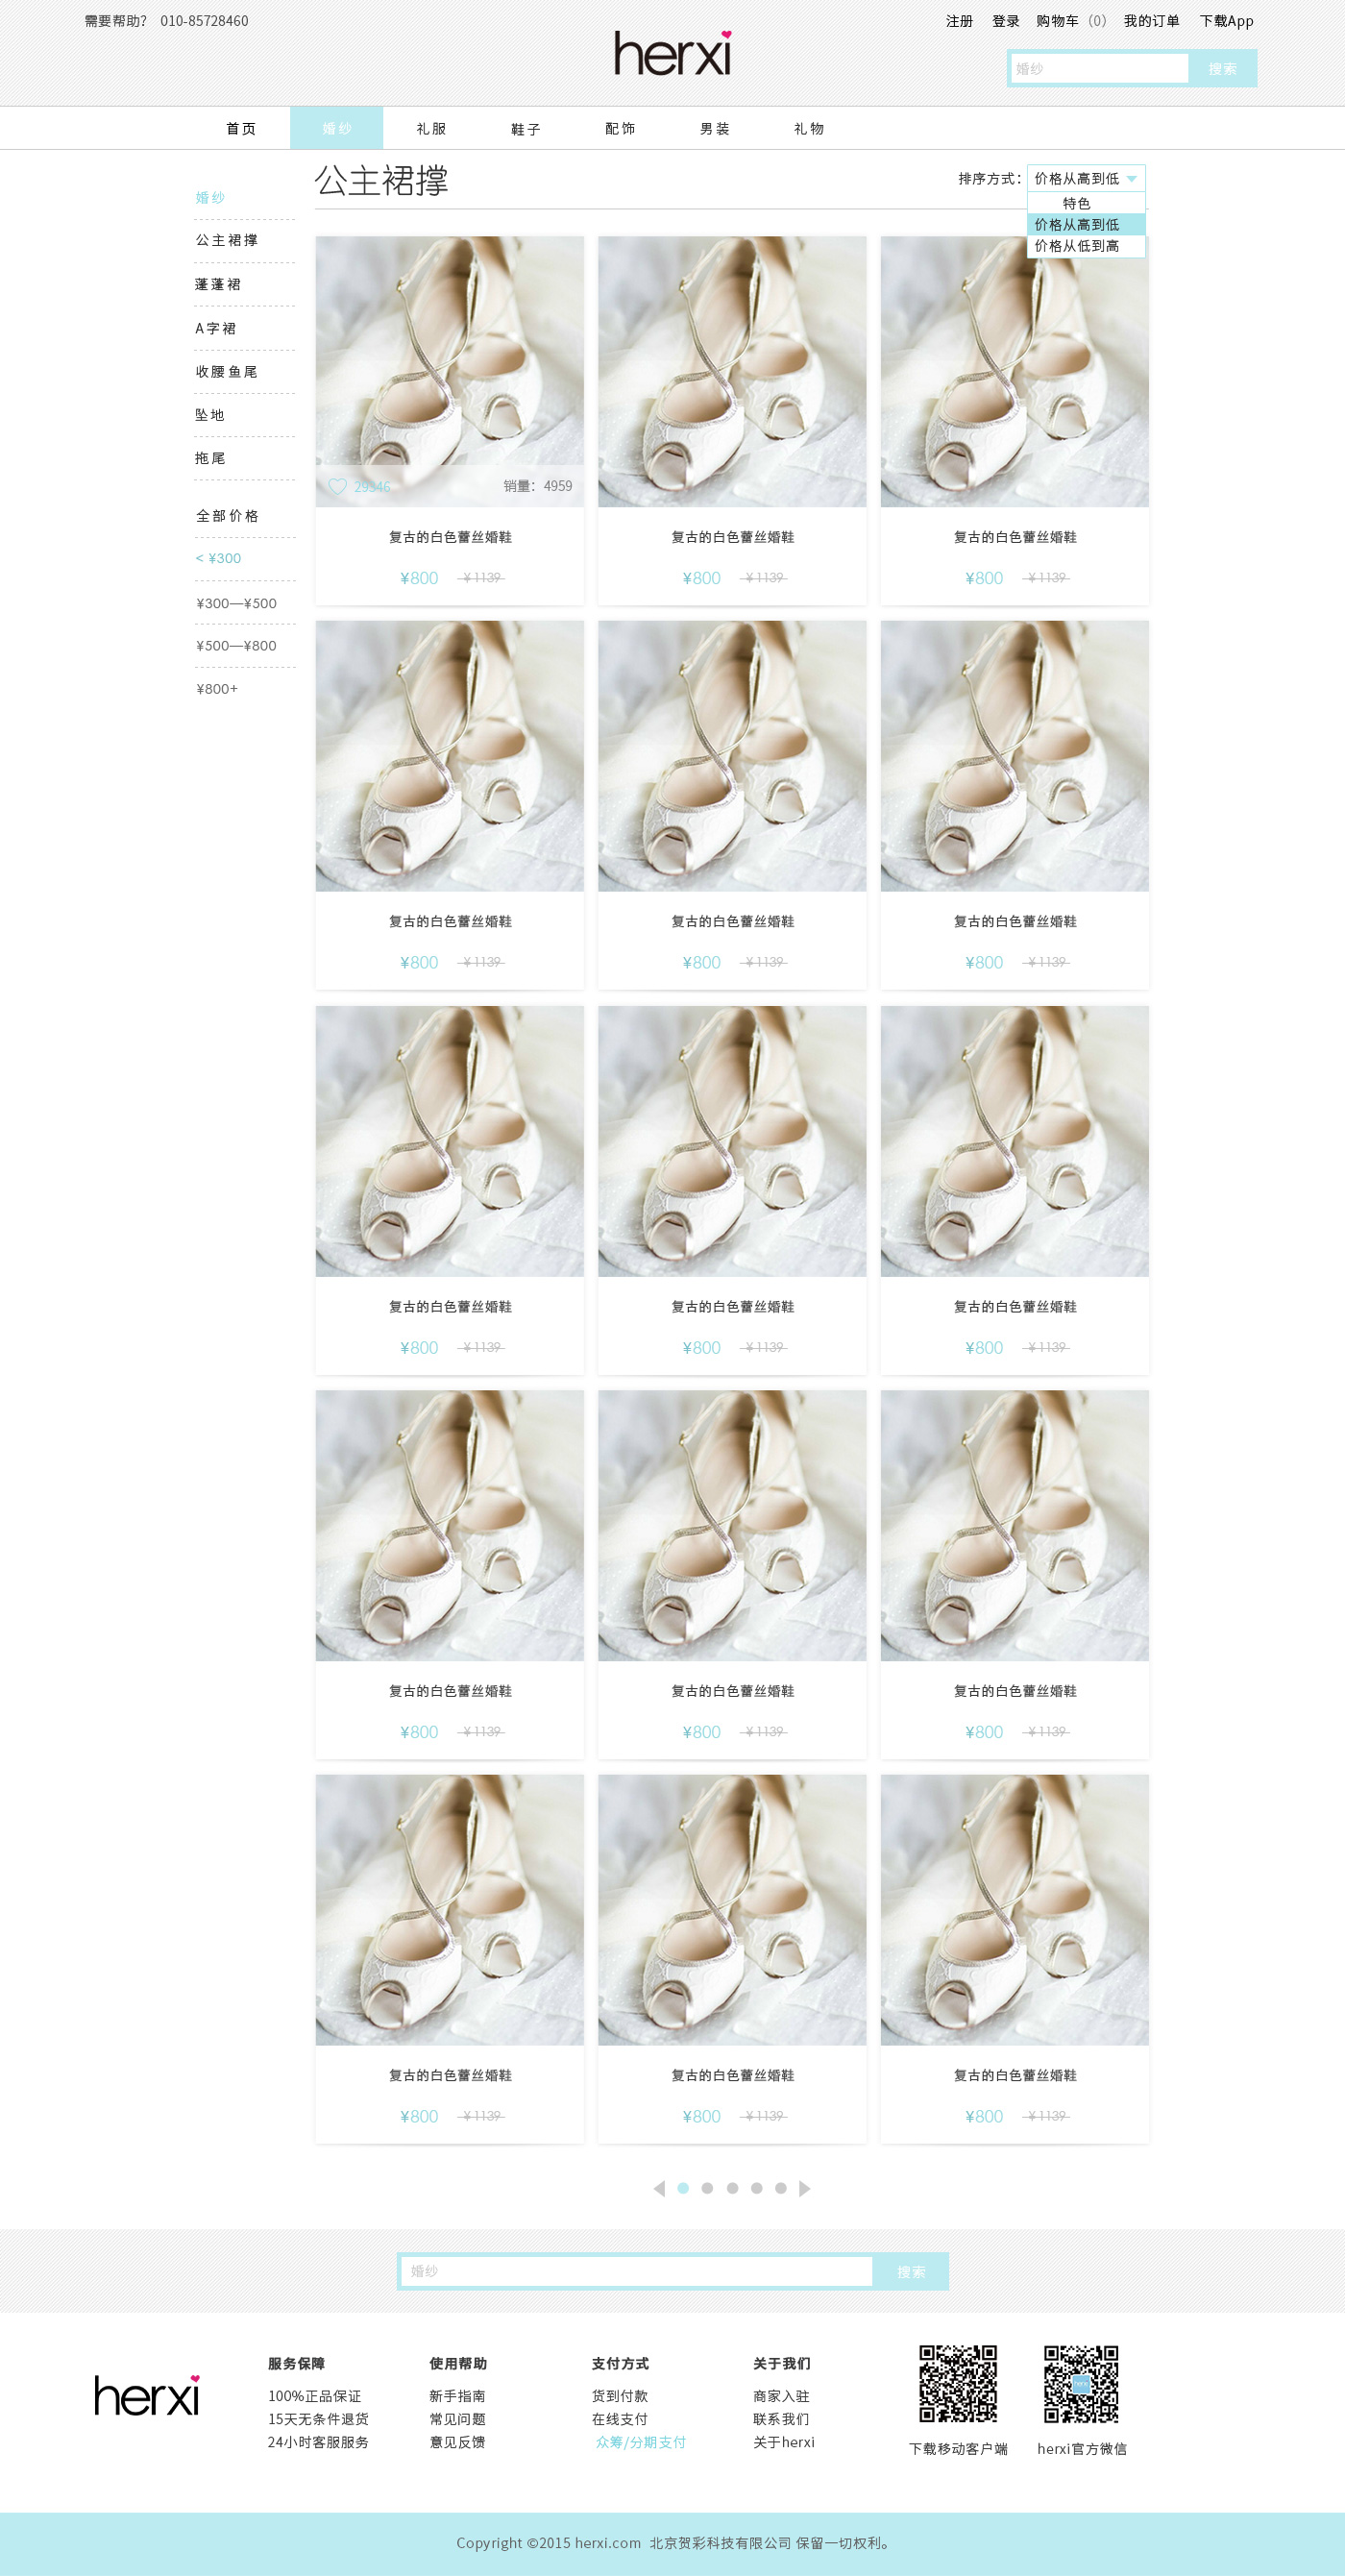 需要帮助？ 010-85728460
注册 登录 购物车（0） 我的订单 下载App
herxi
婚纱 搜索
首页 婚纱 礼服 鞋子 配饰 男装 礼物
公主裙撑
排序方式： 价格从高到低
特色
价格从高到低
价格从低到高
婚纱
公主裙撑
蓬蓬裙
A字裙
收腰鱼尾
坠地
拖尾
全部价格
< ¥300
¥300—¥500
¥500—¥800
¥800+
29346 销量：4959
复古的白色蕾丝婚鞋 复古的白色蕾丝婚鞋 复古的白色蕾丝婚鞋
¥800 ¥1139 ¥800 ¥1139 ¥800 ¥1139
复古的白色蕾丝婚鞋 复古的白色蕾丝婚鞋 复古的白色蕾丝婚鞋
¥800 ¥1139 ¥800 ¥1139 ¥800 ¥1139
复古的白色蕾丝婚鞋 复古的白色蕾丝婚鞋 复古的白色蕾丝婚鞋
¥800 ¥1139 ¥800 ¥1139 ¥800 ¥1139
复古的白色蕾丝婚鞋 复古的白色蕾丝婚鞋 复古的白色蕾丝婚鞋
¥800 ¥1139 ¥800 ¥1139 ¥800 ¥1139
复古的白色蕾丝婚鞋 复古的白色蕾丝婚鞋 复古的白色蕾丝婚鞋
¥800 ¥1139 ¥800 ¥1139 ¥800 ¥1139
婚纱 搜索
herxi
服务保障
100%正品保证
15天无条件退货
24小时客服服务
使用帮助
新手指南
常见问题
意见反馈
支付方式
货到付款
在线支付
众筹/分期支付
关于我们
商家入驻
联系我们
关于herxi
下载移动客户端
herxi官方微信
Copyright ©2015 herxi.com 北京贺彩科技有限公司 保留一切权利。